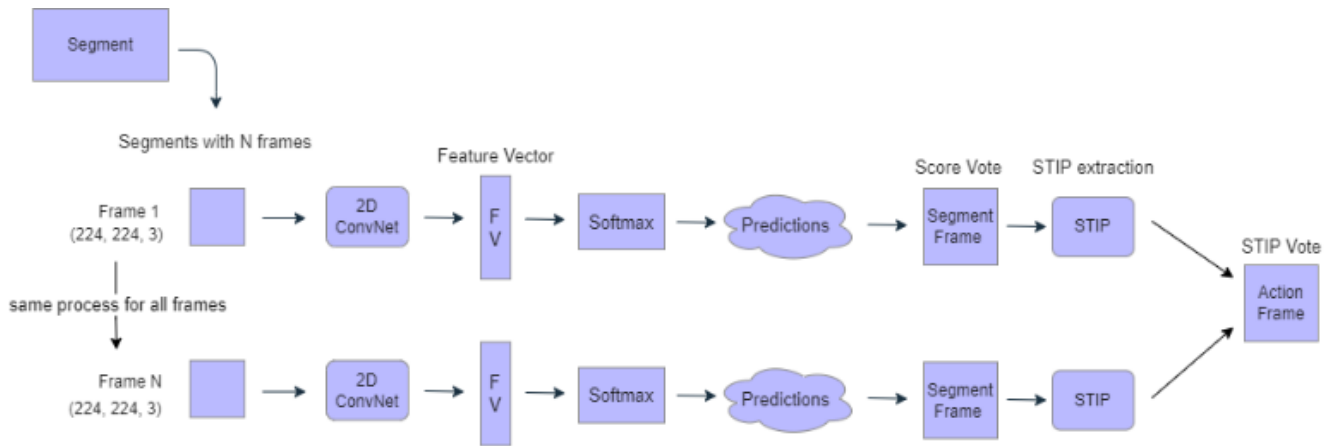 Segment
Segments with N frames
Feature Vector
Score Vote
STIP extraction
STIP Vote
Frame 1
(224, 224, 3)
2D
ConvNet
F
V
Softmax
Predictions
Segment
Frame
STIP
Action
Frame
same process for all frames
Frame N
(224, 224, 3)
2D
ConvNet
F
V
Softmax
Predictions
Segment
Frame
STIP